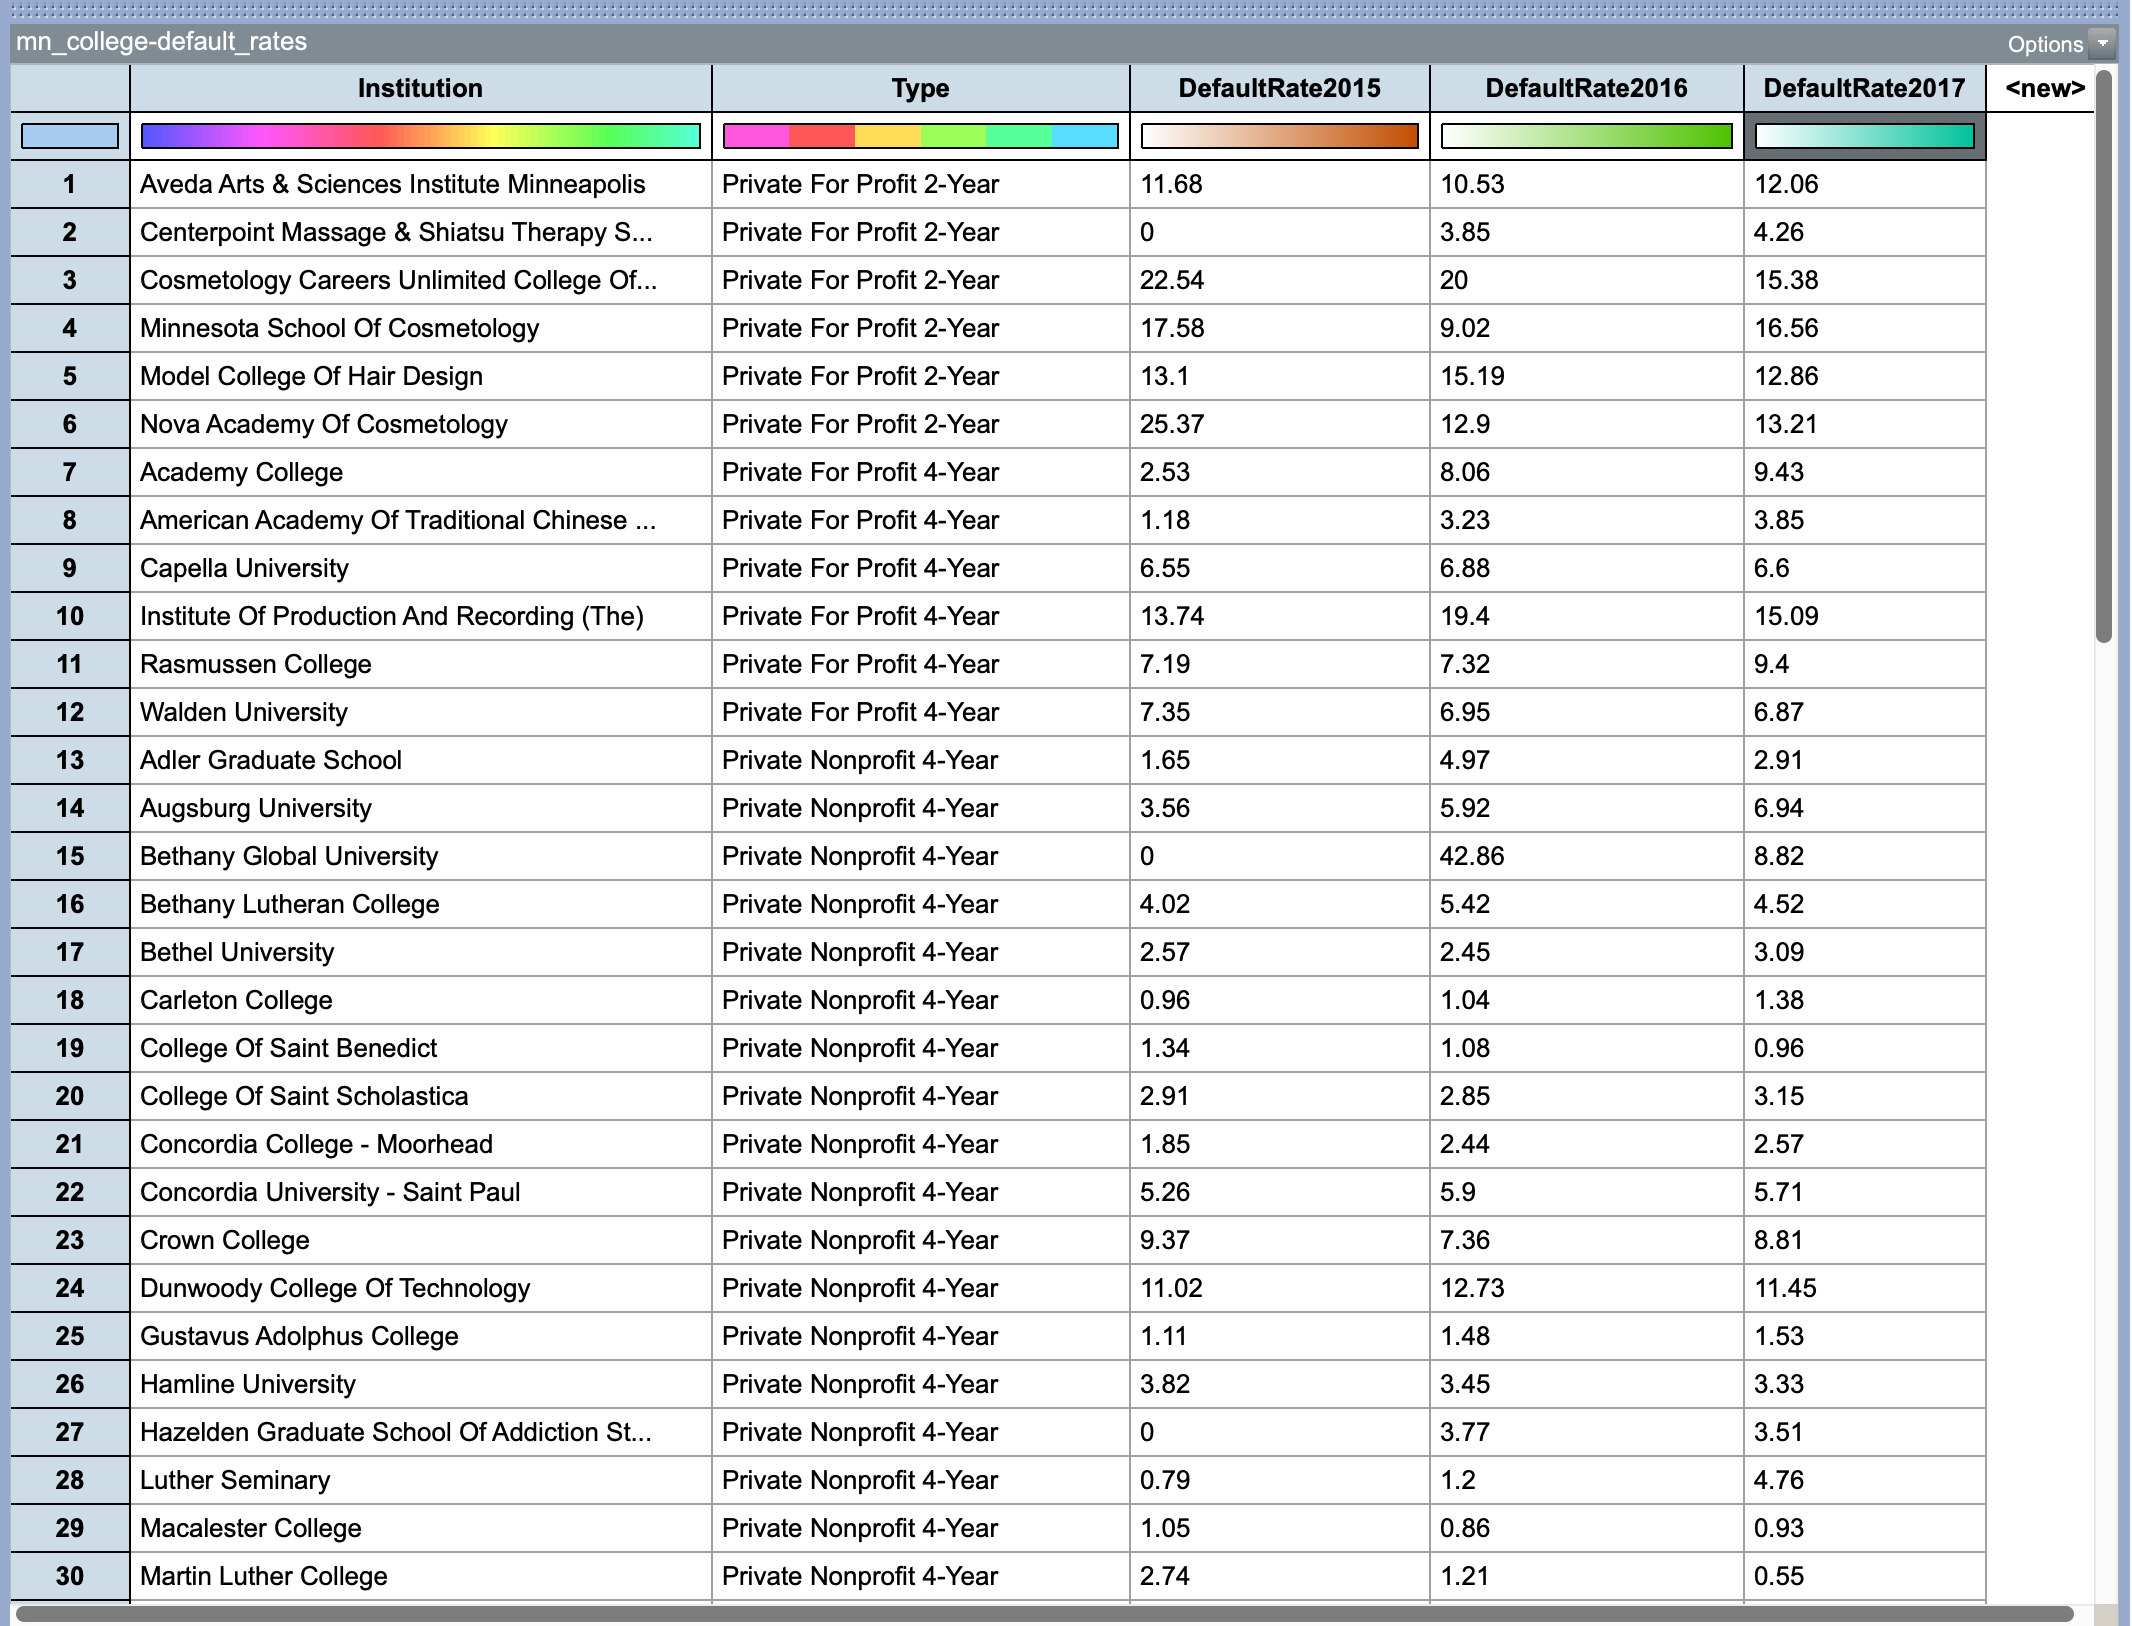 mn_college-default_rates Options
Institution Type DefaultRate2015 DefaultRate2016 DefaultRate2017 <new>
1 Aveda Arts & Sciences Institute Minneapolis Private For Profit 2-Year 11.68 10.53 12.06
2 Centerpoint Massage & Shiatsu Therapy S... Private For Profit 2-Year 0 3.85 4.26
3 Cosmetology Careers Unlimited College Of... Private For Profit 2-Year 22.54 20 15.38
4 Minnesota School Of Cosmetology Private For Profit 2-Year 17.58 9.02 16.56
5 Model College Of Hair Design Private For Profit 2-Year 13.1 15.19 12.86
6 Nova Academy Of Cosmetology Private For Profit 2-Year 25.37 12.9 13.21
7 Academy College Private For Profit 4-Year 2.53 8.06 9.43
8 American Academy Of Traditional Chinese ... Private For Profit 4-Year 1.18 3.23 3.85
9 Capella University Private For Profit 4-Year 6.55 6.88 6.6
10 Institute Of Production And Recording (The) Private For Profit 4-Year 13.74 19.4 15.09
11 Rasmussen College Private For Profit 4-Year 7.19 7.32 9.4
12 Walden University Private For Profit 4-Year 7.35 6.95 6.87
13 Adler Graduate School Private Nonprofit 4-Year 1.65 4.97 2.91
14 Augsburg University Private Nonprofit 4-Year 3.56 5.92 6.94
15 Bethany Global University Private Nonprofit 4-Year 0 42.86 8.82
16 Bethany Lutheran College Private Nonprofit 4-Year 4.02 5.42 4.52
17 Bethel University Private Nonprofit 4-Year 2.57 2.45 3.09
18 Carleton College Private Nonprofit 4-Year 0.96 1.04 1.38
19 College Of Saint Benedict Private Nonprofit 4-Year 1.34 1.08 0.96
20 College Of Saint Scholastica Private Nonprofit 4-Year 2.91 2.85 3.15
21 Concordia College - Moorhead Private Nonprofit 4-Year 1.85 2.44 2.57
22 Concordia University - Saint Paul Private Nonprofit 4-Year 5.26 5.9 5.71
23 Crown College Private Nonprofit 4-Year 9.37 7.36 8.81
24 Dunwoody College Of Technology Private Nonprofit 4-Year 11.02 12.73 11.45
25 Gustavus Adolphus College Private Nonprofit 4-Year 1.11 1.48 1.53
26 Hamline University Private Nonprofit 4-Year 3.82 3.45 3.33
27 Hazelden Graduate School Of Addiction St... Private Nonprofit 4-Year 0 3.77 3.51
28 Luther Seminary Private Nonprofit 4-Year 0.79 1.2 4.76
29 Macalester College Private Nonprofit 4-Year 1.05 0.86 0.93
30 Martin Luther College Private Nonprofit 4-Year 2.74 1.21 0.55